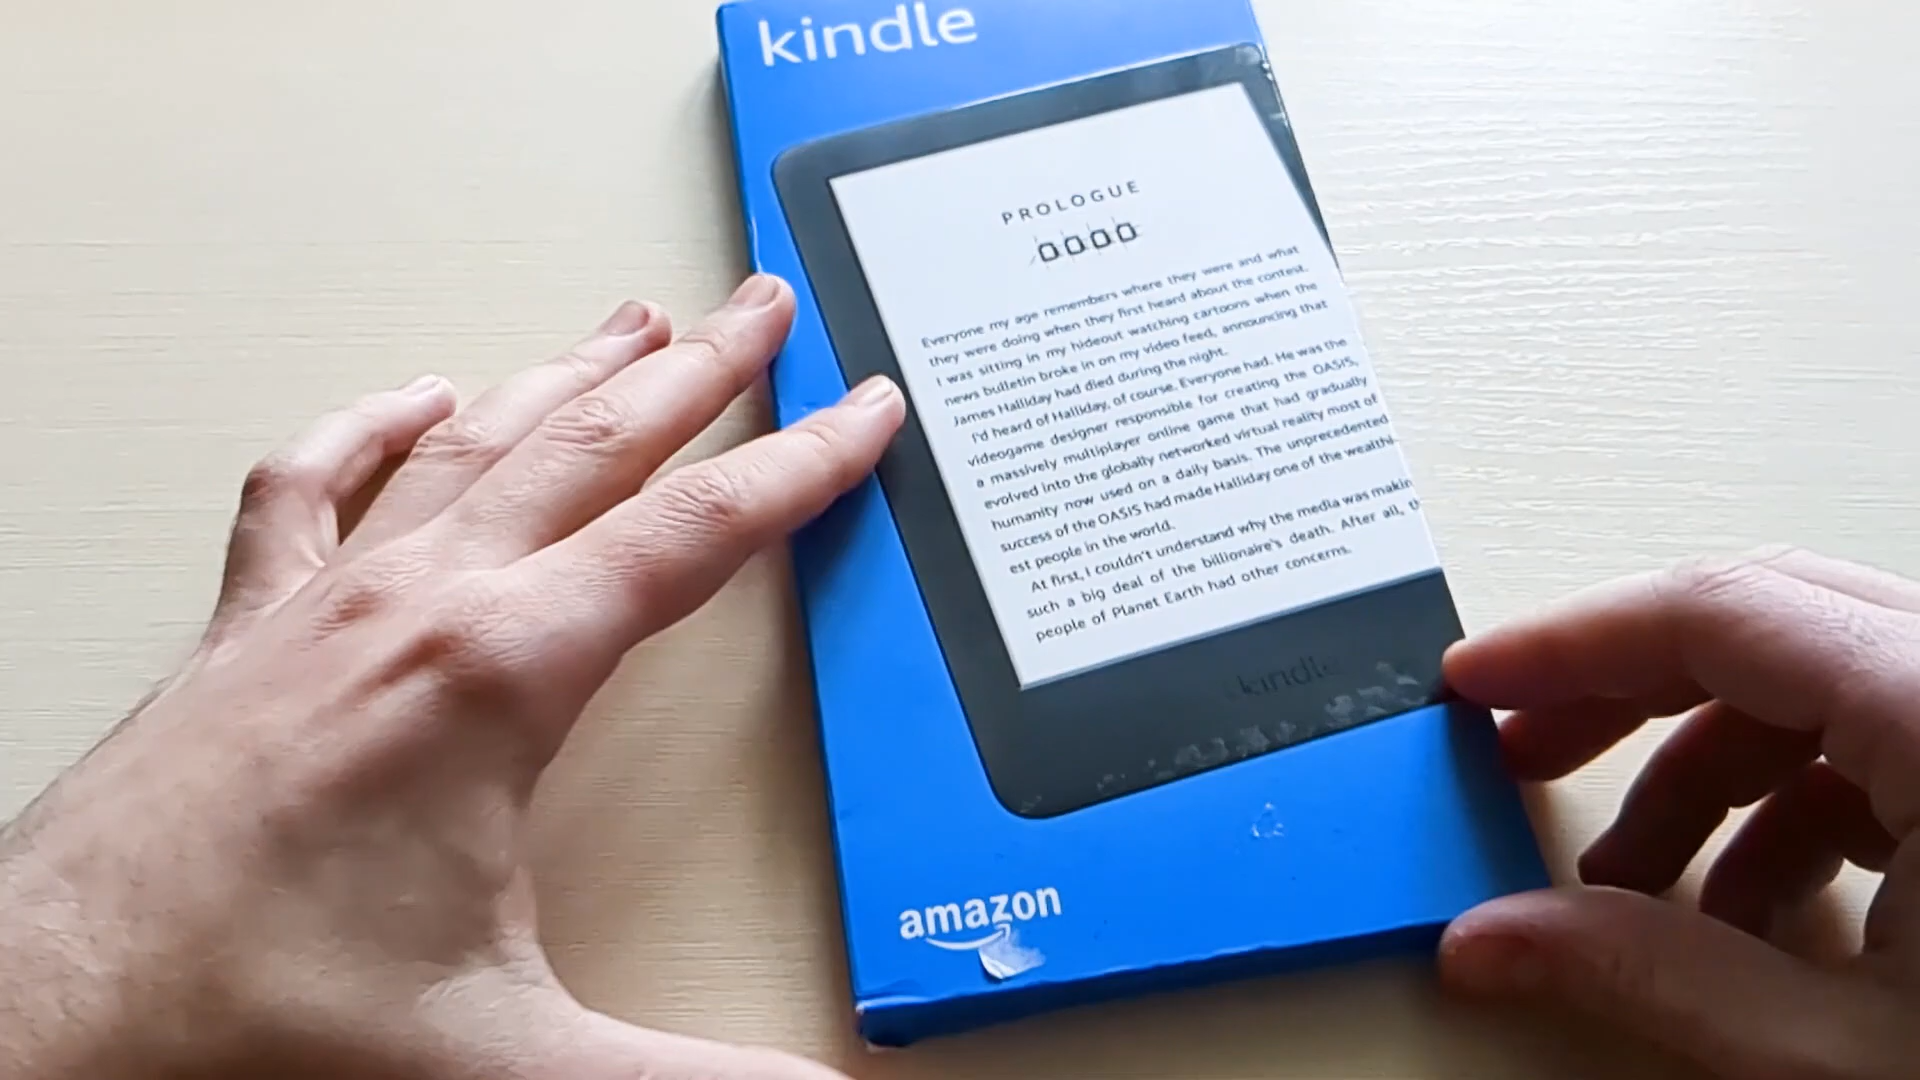 kindle
PROLOGUE
0000
Everyone my age remembers where they were and what
they were doing when they first heard about the contest.
I was sitting in my hideout watching cartoons when the
news bulletin broke in on my video feed, announcing that
James Halliday had died during the night.
I'd heard of Halliday, of course. Everyone had. He was the
videogame designer responsible for creating the OASIS,
a massively multiplayer online game that had gradually
evolved into the globally networked virtual reality most of
humanity now used on a daily basis. The unprecedented
success of the OASIS had made Halliday one of the wealthi-
est people in the world.
At first, I couldn't understand why the media was makin
such a big deal of the billionaire's death. After all, th
people of Planet Earth had other concerns.
kindle
amazon